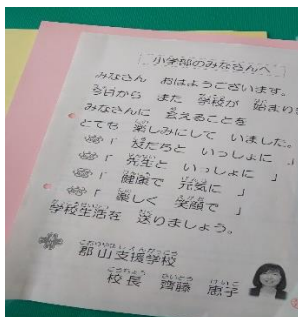 小学部のみなさんへ
みなさん おはようございます。
今日から また 学校が 始まり
みなさんに 会えることを
とても 楽しみにして いました。
「 友だちと いっしょに 」
「 先生と いっしょに 」
「 健康で 元気に 」
「 楽しく 笑顔で 」
学校生活を 送りましょう。
郡山支援学校
校長 齊藤 恵子